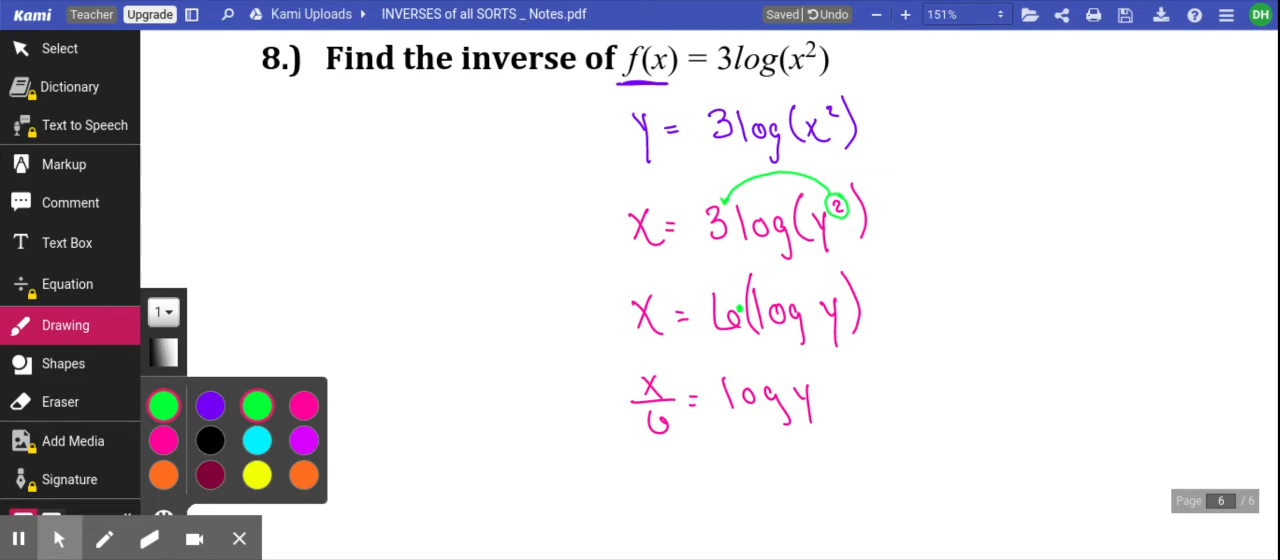 Kami Teacher Upgrade Kami Uploads > INVERSES of all SORTS _ Notes.pdf Saved Undo − + 151% DH
Select
Dictionary
Text to Speech
Markup
Comment
Text Box
Equation
Drawing
Shapes
Eraser
Add Media
Signature
1
8.) Find the inverse of f(x) = 3log(x²)
y = 3log(x²)
x = 3log(y²)
x = 6(log y)
x/6 = log y
Page 6 / 6